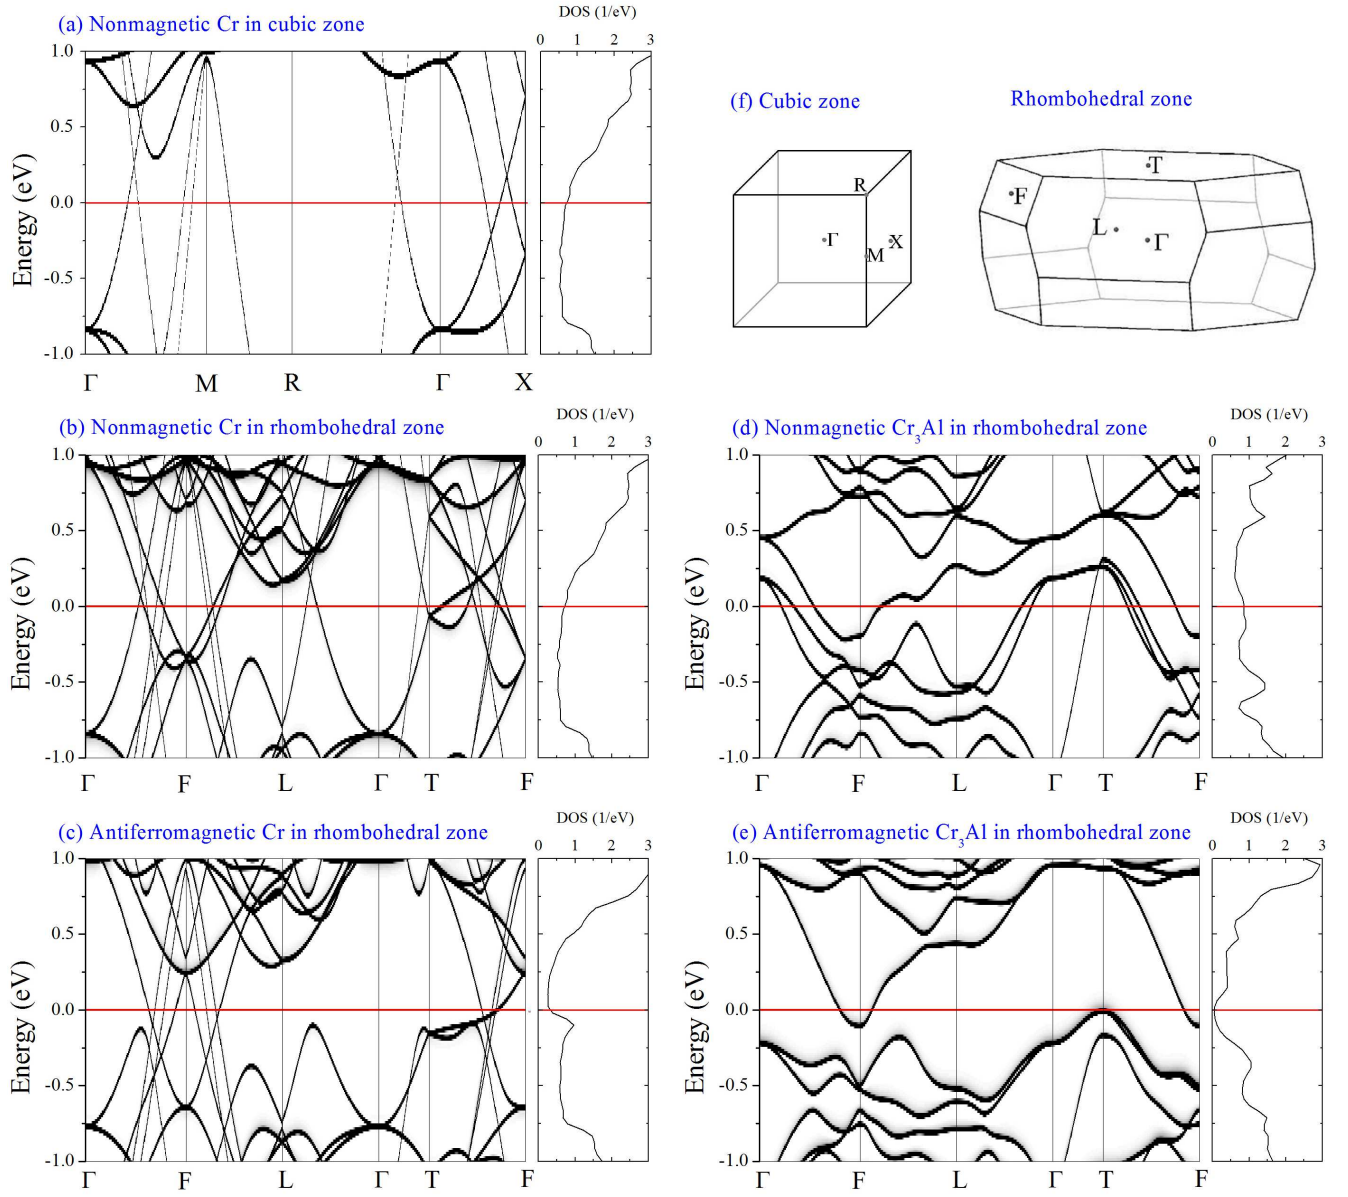 (a) Nonmagnetic Cr in cubic zone
DOS (1/eV)
0 1 2 3
1.0
0.5
0.0
-0.5
-1.0
Energy (eV)
Γ M R Γ X
(f) Cubic zone
R
Γ
M
X
Rhombohedral zone
T
F
L
Γ
(b) Nonmagnetic Cr in rhombohedral zone
DOS (1/eV)
0 1 2 3
1.0
0.5
0.0
-0.5
-1.0
Energy (eV)
Γ F L Γ T F
(d) Nonmagnetic Cr₃Al in rhombohedral zone
DOS (1/eV)
0 1 2 3
1.0
0.5
0.0
-0.5
-1.0
Energy (eV)
Γ F L Γ T F
(c) Antiferromagnetic Cr in rhombohedral zone
DOS (1/eV)
0 1 2 3
1.0
0.5
0.0
-0.5
-1.0
Energy (eV)
Γ F L Γ T F
(e) Antiferromagnetic Cr₃Al in rhombohedral zone
DOS (1/eV)
0 1 2 3
1.0
0.5
0.0
-0.5
-1.0
Energy (eV)
Γ F L Γ T F